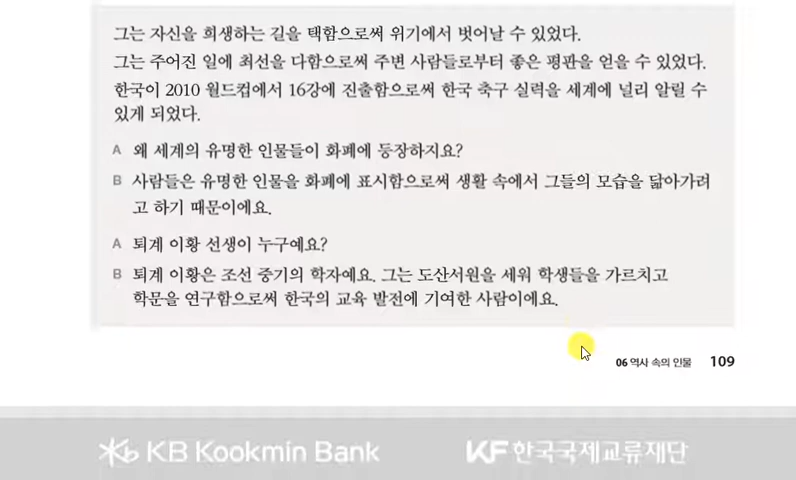 그는 자신을 희생하는 길을 택함으로써 위기에서 벗어날 수 있었다.
그는 주어진 일에 최선을 다함으로써 주변 사람들로부터 좋은 평판을 얻을 수 있었다.
한국이 2010 월드컵에서 16강에 진출함으로써 한국 축구 실력을 세계에 널리 알릴 수
있게 되었다.
A 왜 세계의 유명한 인물들이 화폐에 등장하지요?
B 사람들은 유명한 인물을 화폐에 표시함으로써 생활 속에서 그들의 모습을 닮아가려
고 하기 때문이에요.
A 퇴계 이황 선생이 누구예요?
B 퇴계 이황은 조선 중기의 학자예요. 그는 도산서원을 세워 학생들을 가르치고
학문을 연구함으로써 한국의 교육 발전에 기여한 사람이에요.
06 역사 속의 인물 109
KB Kookmin Bank KF 한국국제교류재단